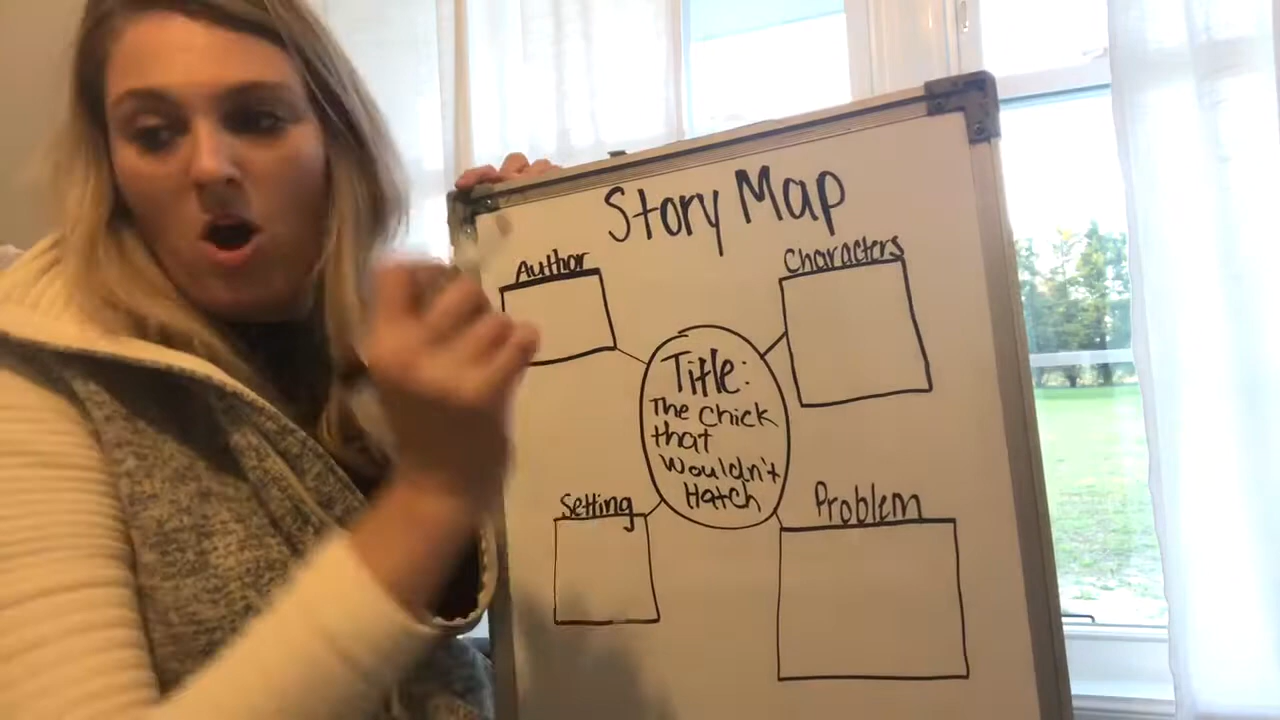 Story Map
Author
Characters
Title:
The Chick
that
Wouldn't
Hatch
Setting
Problem